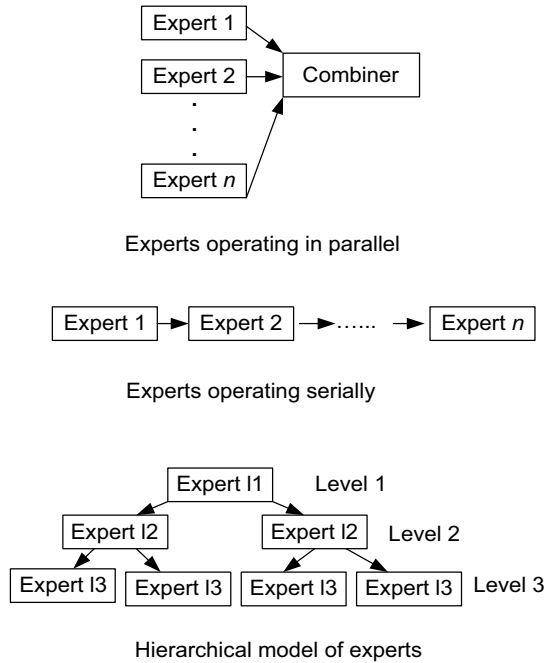 Expert 1
Expert 2
Combiner
.
.
.
Expert n
Experts operating in parallel
Expert 1 Expert 2 ...... Expert n
Experts operating serially
Expert l1 Level 1
Expert l2 Expert l2 Level 2
Expert l3 Expert l3 Expert l3 Expert l3 Level 3
Hierarchical model of experts